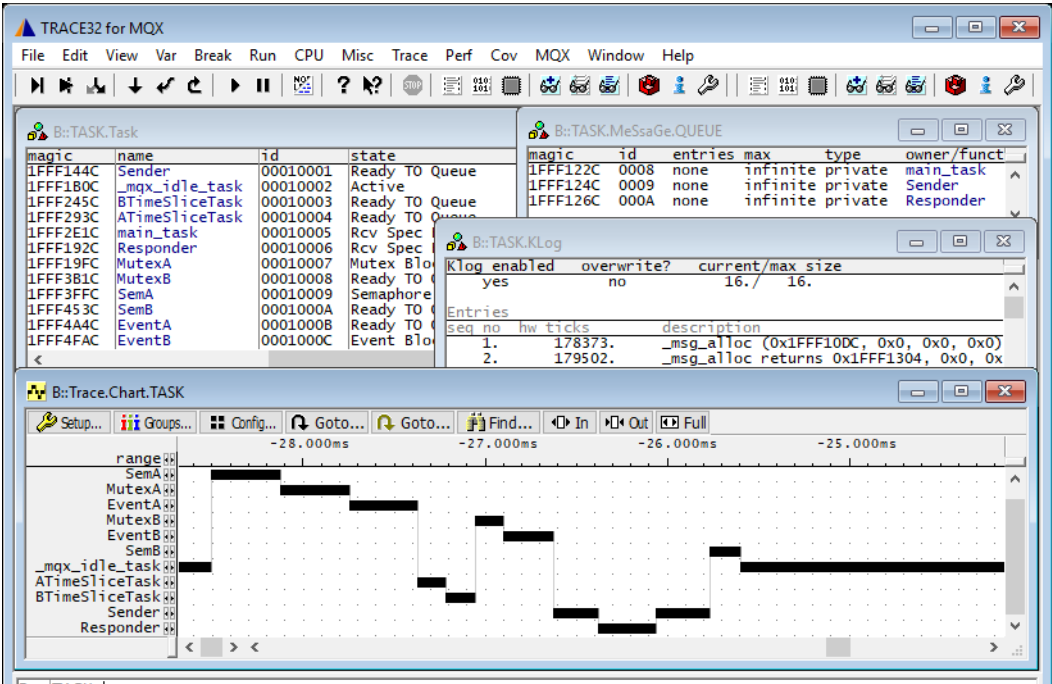 TRACE32 for MQX
File Edit View Var Break Run CPU Misc Trace Perf Cov MQX Window Help
B::TASK.Task
magic name id state
1FFF144C Sender 00010001 Ready TO Queue
1FFF1B0C _mqx_idle_task 00010002 Active
1FFF245C BTimeSliceTask 00010003 Ready TO Queue
1FFF293C ATimeSliceTask 00010004 Ready TO Queue
1FFF2E1C main_task 00010005 Rcv Spec
1FFF192C Responder 00010006 Rcv Spec
1FFF19FC MutexA 00010007 Mutex Blo
1FFF3B1C MutexB 00010008 Ready TO
1FFF3FFC SemA 00010009 Semaphore
1FFF453C SemB 0001000A Ready TO
1FFF4A4C EventA 0001000B Ready TO
1FFF4FAC EventB 0001000C Event Blo
B::TASK.MeSsaGe.QUEUE
magic id entries max type owner/funct
1FFF122C 0008 none infinite private main_task
1FFF124C 0009 none infinite private Sender
1FFF126C 000A none infinite private Responder
B::TASK.KLog
Klog enabled overwrite? current/max size
yes no 16./ 16.
Entries
seq no hw ticks description
1. 178373. _msg_alloc (0x1FFF10DC, 0x0, 0x0, 0x0)
2. 179502. _msg_alloc returns 0x1FFF1304, 0x0, 0x
B::Trace.Chart.TASK
Setup... Groups... Config... Goto... Goto... Find... In Out Full
-28.000ms -27.000ms -26.000ms -25.000ms
range
SemA
MutexA
EventA
MutexB
EventB
SemB
_mqx_idle_task
ATimeSliceTask
BTimeSliceTask
Sender
Responder